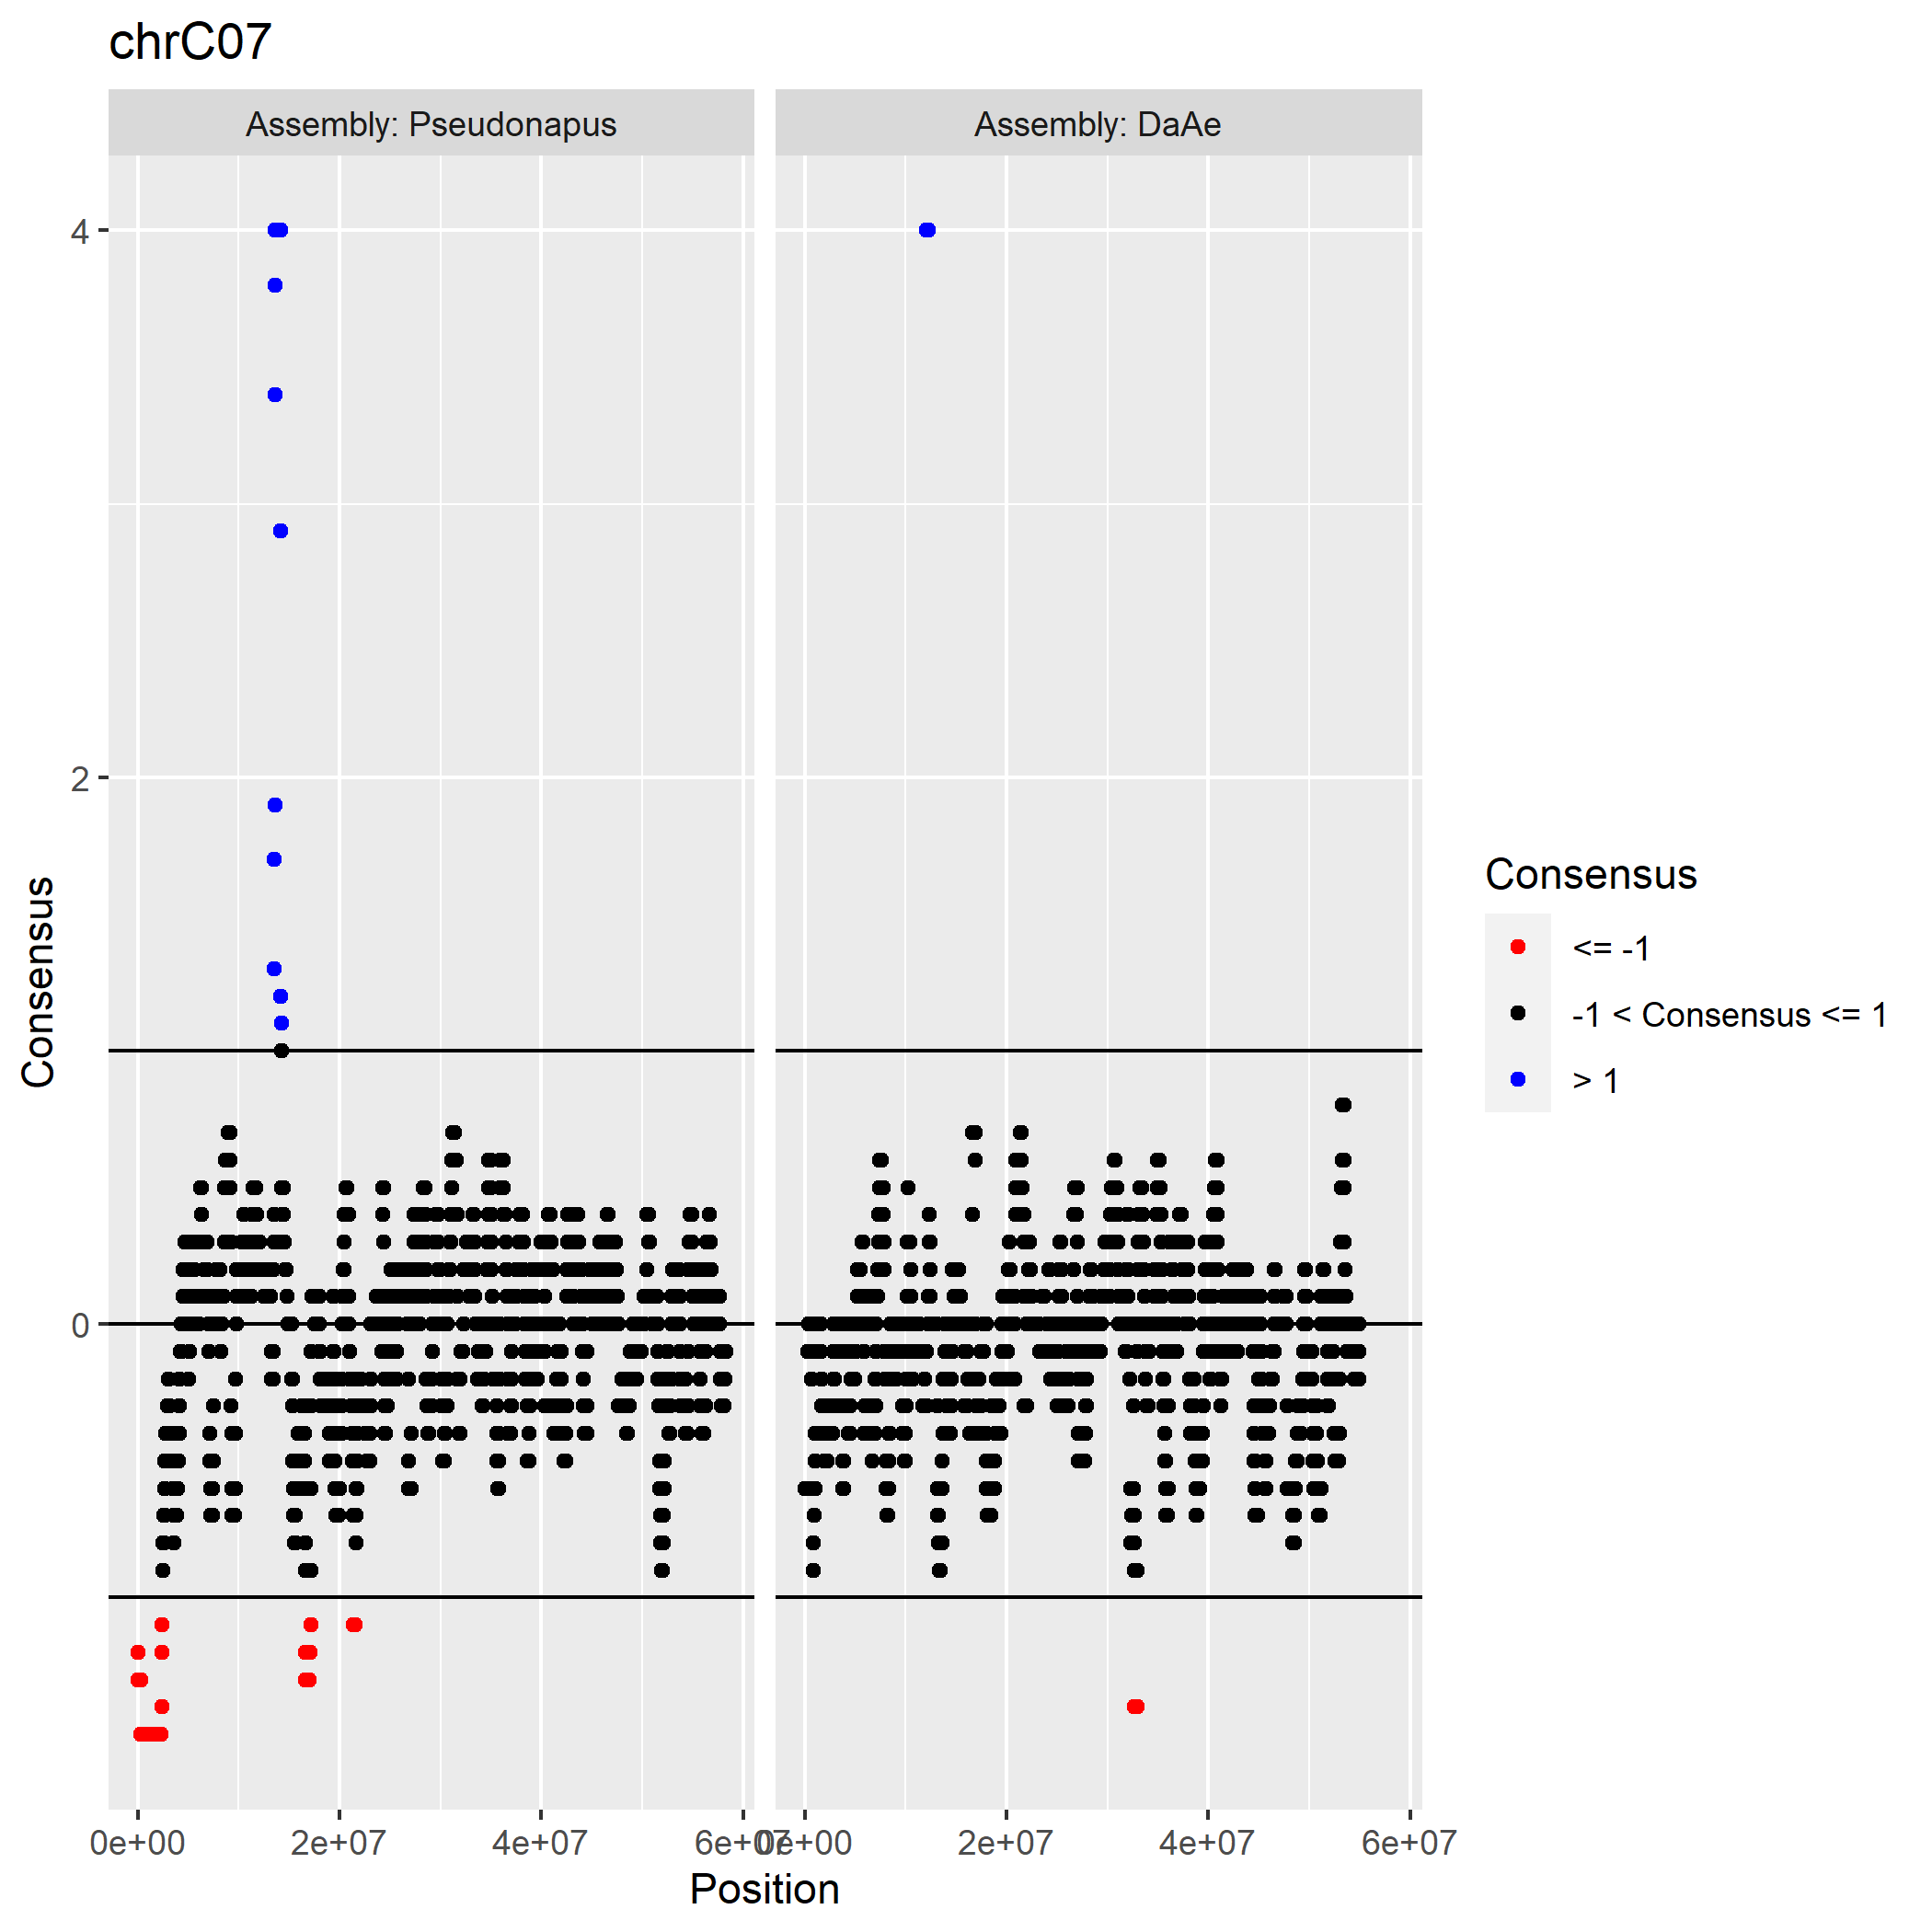 chrC07
Assembly: Pseudonapus
Assembly: DaAe
4
2
0
Consensus
0e+00
2e+07
4e+07
6e+07
0e+00
2e+07
4e+07
6e+07
Position
Consensus
<= -1
-1 < Consensus <= 1
> 1